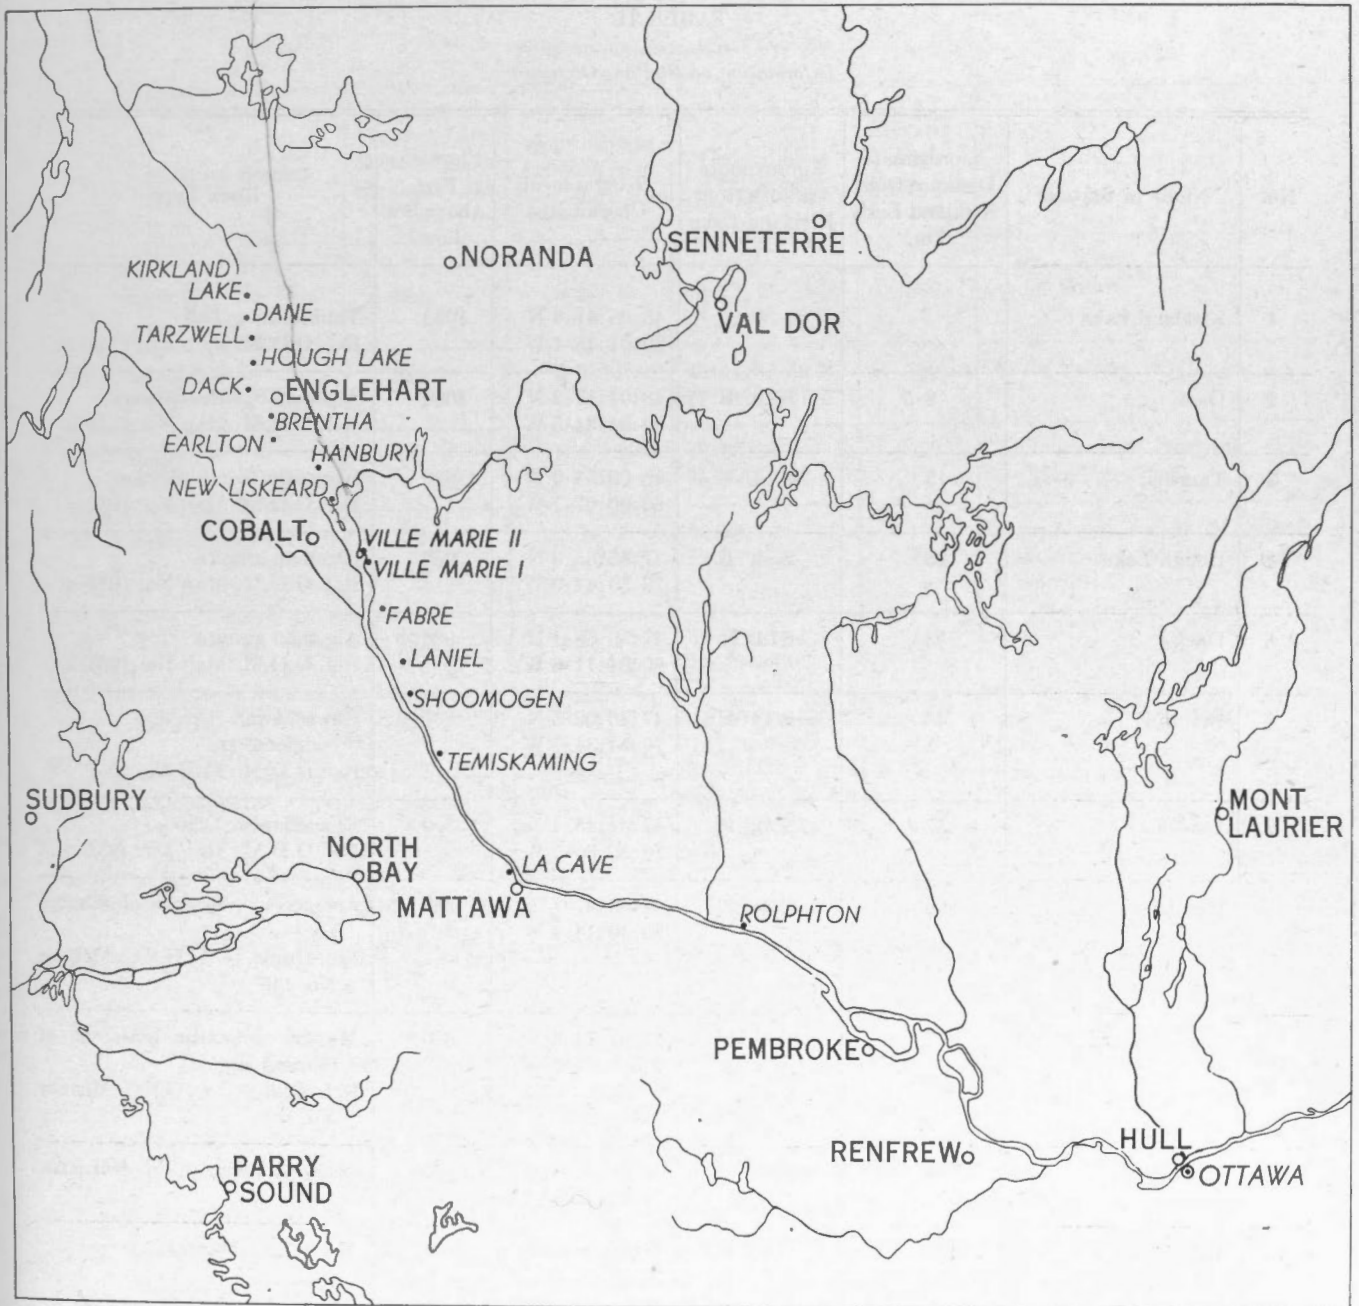 SENNETERRE
NORANDA
KIRKLAND
LAKE
DANE
VAL DOR
TARZWELL
HOUGH LAKE
DACK
ENGLEHART
BRENTHA
EARLTON
HANBURY
NEW LISKEARD
COBALT
VILLE MARIE II
VILLE MARIE I
FABRE
LANIEL
SHOOMOGEN
TEMISKAMING
SUDBURY
MONT
LAURIER
NORTH
BAY
LA CAVE
MATTAWA
ROLPHTON
PEMBROKE
RENFREW
HULL
OTTAWA
PARRY
SOUND